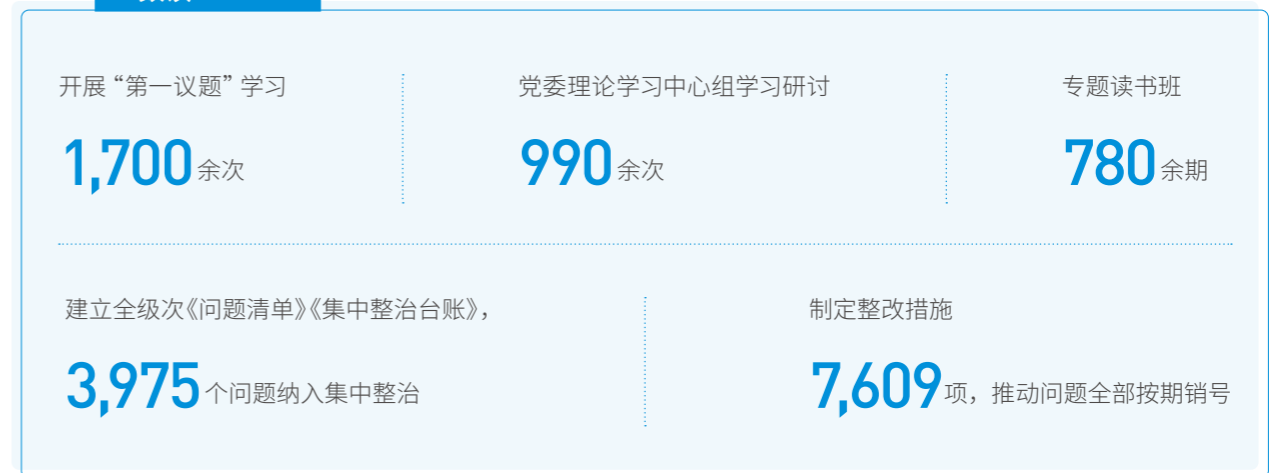 开展“第一议题”学习
1,700余次
党委理论学习中心组学习研讨
990余次
专题读书班
780余期
建立全级次《问题清单》《集中整治台账》，
3,975个问题纳入集中整治
制定整改措施
7,609项，推动问题全部按期销号